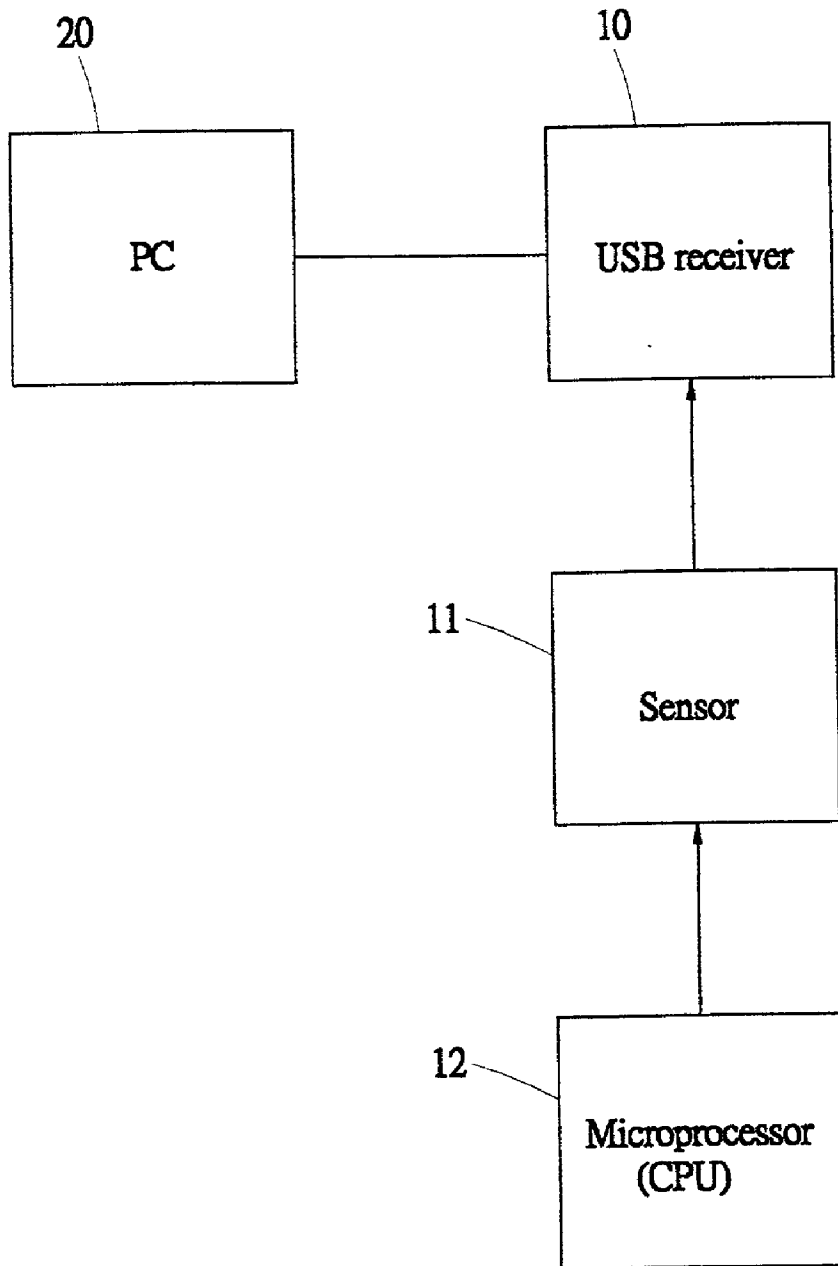 20
10
PC
USB receiver
11
Sensor
12
Microprocessor
(CPU)